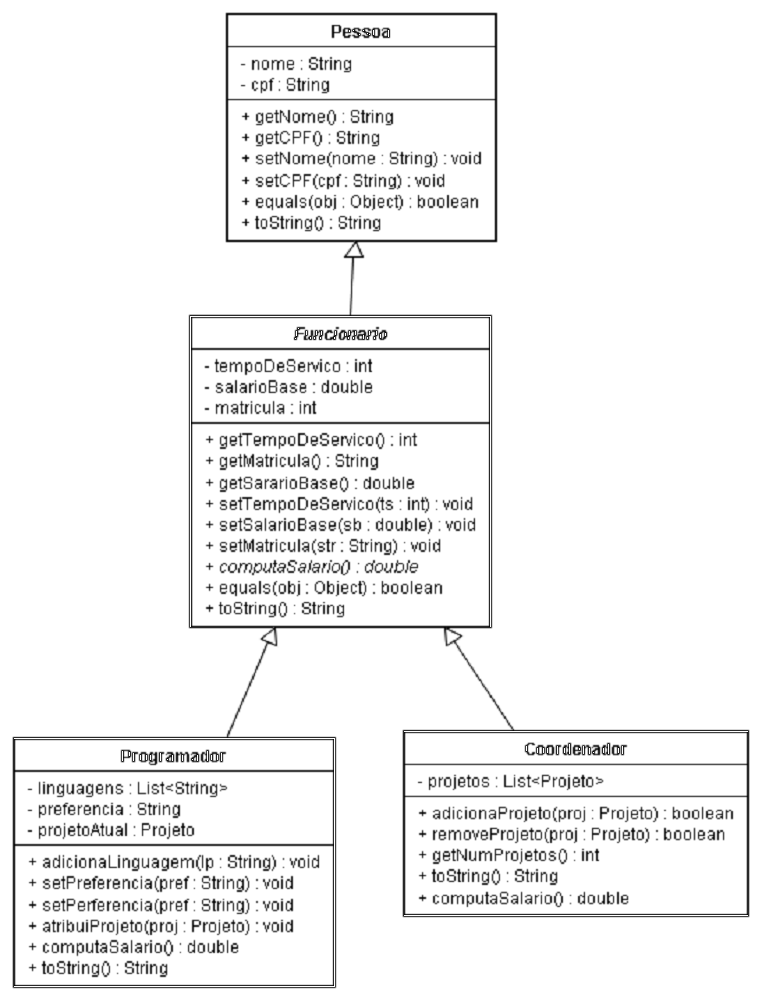 Pessoa
- nome : String
- cpf : String
+ getNome() : String
+ getCPF() : String
+ setNome(nome : String) : void
+ setCPF(cpf : String) : void
+ equals(obj : Object) : boolean
+ toString() : String
Funcionario
- tempoDeServico : int
- salarioBase : double
- matricula : int
+ getTempoDeServico() : int
+ getMatricula() : String
+ getSararioBase() : double
+ setTempoDeServico(ts : int) : void
+ setSalarioBase(sb : double) : void
+ setMatricula(str : String) : void
+ computaSalario() : double
+ equals(obj : Object) : boolean
+ toString() : String
Programador
- linguagens : List<String>
- preferencia : String
- projetoAtual : Projeto
+ adicionaLinguagem(lp : String) : void
+ setPreferencia(pref : String) : void
+ setPerferencia(pref : String) : void
+ atribuiProjeto(proj : Projeto) : void
+ computaSalario() : double
+ toString() : String
Coordenador
- projetos : List<Projeto>
+ adicionaProjeto(proj : Projeto) : boolean
+ removeProjeto(proj : Projeto) : boolean
+ getNumProjetos() : int
+ toString() : String
+ computaSalario() : double